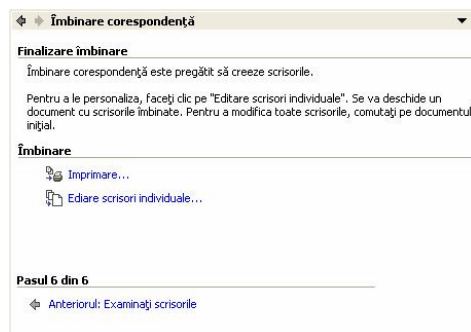 Îmbinare corespondență
Finalizare îmbinare
Îmbinare corespondență este pregătit să creeze scrisorile.
Pentru a le personaliza, faceți clic pe "Editare scrisori individuale". Se va deschide un
document cu scrisorile îmbinate. Pentru a modifica toate scrisorile, comutați pe documentul
inițial.
Îmbinare
Imprimare...
Ediare scrisori individuale...
Pasul 6 din 6
Anteriorul: Examinați scrisorile